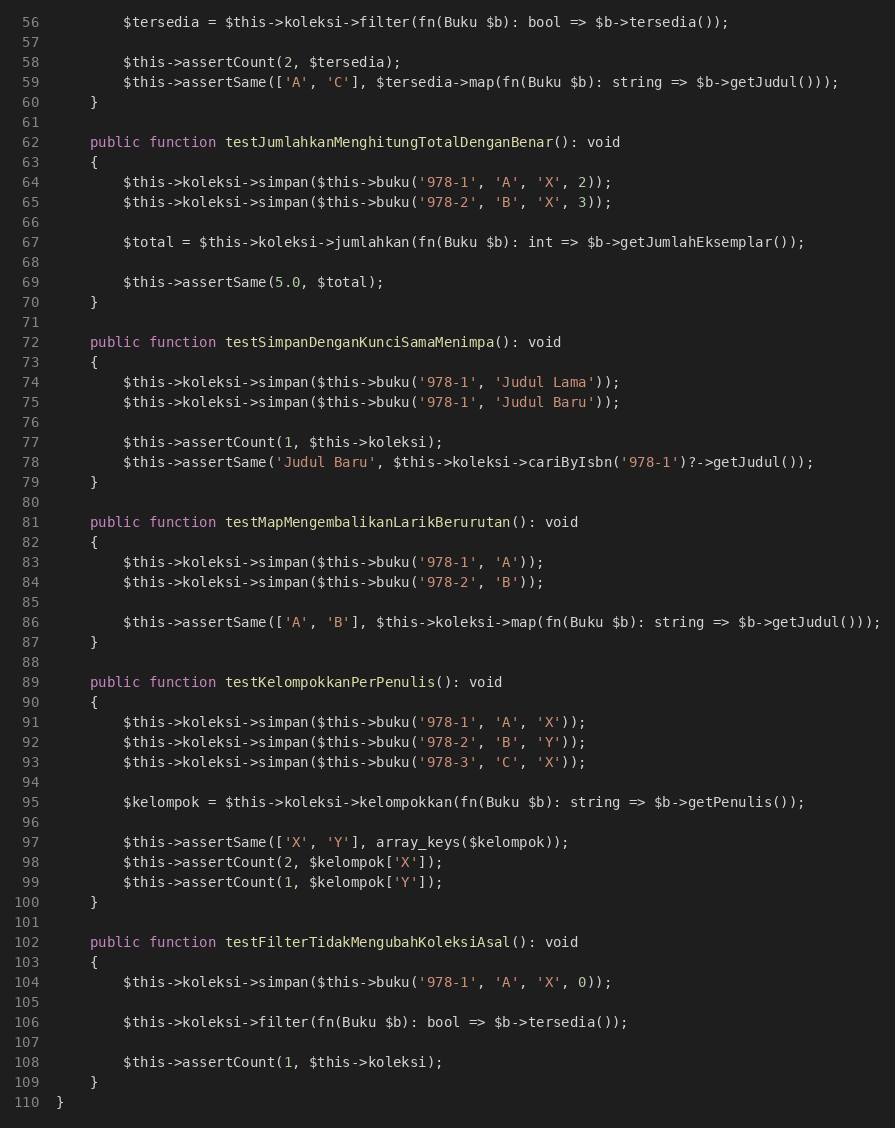 56         $tersedia = $this->koleksi->filter(fn(Buku $b): bool => $b->tersedia());
57
58         $this->assertCount(2, $tersedia);
59         $this->assertSame(['A', 'C'], $tersedia->map(fn(Buku $b): string => $b->getJudul()));
60     }
61
62     public function testJumlahkanMenghitungTotalDenganBenar(): void
63     {
64         $this->koleksi->simpan($this->buku('978-1', 'A', 'X', 2));
65         $this->koleksi->simpan($this->buku('978-2', 'B', 'X', 3));
66
67         $total = $this->koleksi->jumlahkan(fn(Buku $b): int => $b->getJumlahEksemplar());
68
69         $this->assertSame(5.0, $total);
70     }
71
72     public function testSimpanDenganKunciSamaMenimpa(): void
73     {
74         $this->koleksi->simpan($this->buku('978-1', 'Judul Lama'));
75         $this->koleksi->simpan($this->buku('978-1', 'Judul Baru'));
76
77         $this->assertCount(1, $this->koleksi);
78         $this->assertSame('Judul Baru', $this->koleksi->cariByIsbn('978-1')?->getJudul());
79     }
80
81     public function testMapMengembalikanLarikBerurutan(): void
82     {
83         $this->koleksi->simpan($this->buku('978-1', 'A'));
84         $this->koleksi->simpan($this->buku('978-2', 'B'));
85
86         $this->assertSame(['A', 'B'], $this->koleksi->map(fn(Buku $b): string => $b->getJudul()));
87     }
88
89     public function testKelompokkanPerPenulis(): void
90     {
91         $this->koleksi->simpan($this->buku('978-1', 'A', 'X'));
92         $this->koleksi->simpan($this->buku('978-2', 'B', 'Y'));
93         $this->koleksi->simpan($this->buku('978-3', 'C', 'X'));
94
95         $kelompok = $this->koleksi->kelompokkan(fn(Buku $b): string => $b->getPenulis());
96
97         $this->assertSame(['X', 'Y'], array_keys($kelompok));
98         $this->assertCount(2, $kelompok['X']);
99         $this->assertCount(1, $kelompok['Y']);
100     }
101
102     public function testFilterTidakMengubahKoleksiAsal(): void
103     {
104         $this->koleksi->simpan($this->buku('978-1', 'A', 'X', 0));
105
106         $this->koleksi->filter(fn(Buku $b): bool => $b->tersedia());
107
108         $this->assertCount(1, $this->koleksi);
109     }
110 }